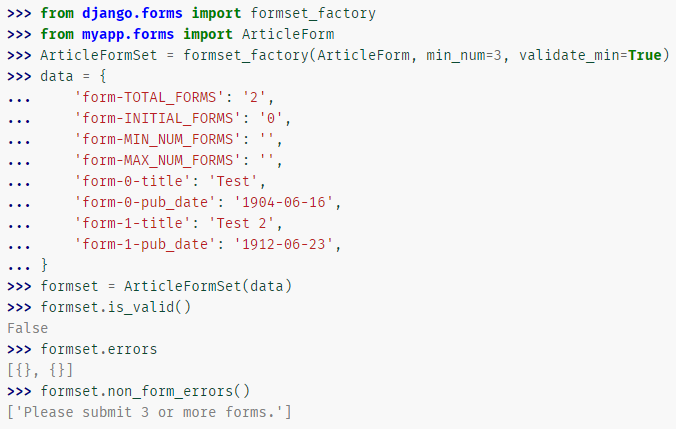 >>> from django.forms import formset_factory
>>> from myapp.forms import ArticleForm
>>> ArticleFormSet = formset_factory(ArticleForm, min_num=3, validate_min=True)
>>> data = {
...     'form-TOTAL_FORMS': '2',
...     'form-INITIAL_FORMS': '0',
...     'form-MIN_NUM_FORMS': '',
...     'form-MAX_NUM_FORMS': '',
...     'form-0-title': 'Test',
...     'form-0-pub_date': '1904-06-16',
...     'form-1-title': 'Test 2',
...     'form-1-pub_date': '1912-06-23',
... }
>>> formset = ArticleFormSet(data)
>>> formset.is_valid()
False
>>> formset.errors
[{}, {}]
>>> formset.non_form_errors()
['Please submit 3 or more forms.']